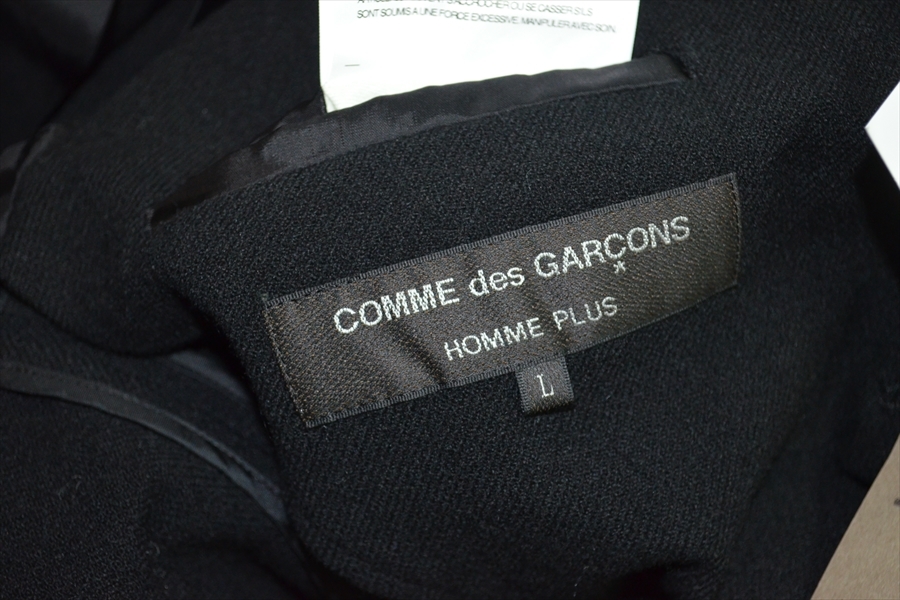 SONT SOUMIS A UNE FORCE EXCESSIVE. MANIPULER AVEC SOIN.
COMME des GARÇONS
HOMME PLUS
L